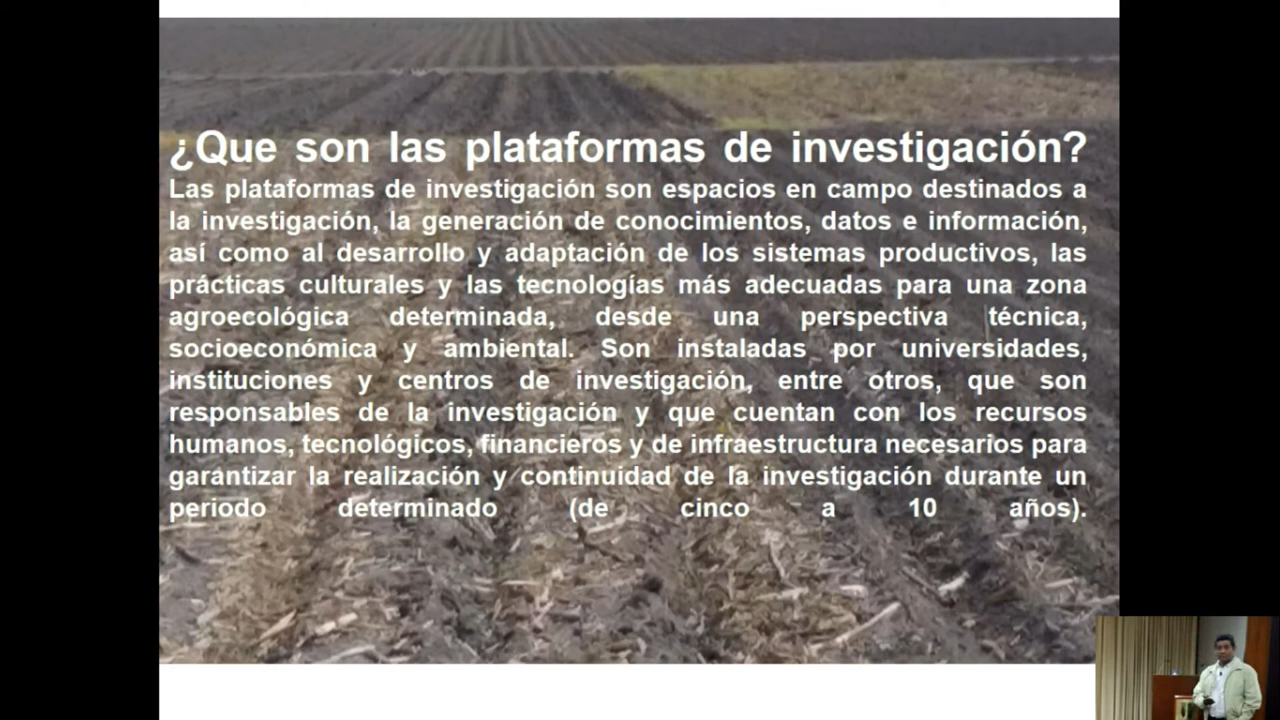 ¿Que son las plataformas de investigación?
Las plataformas de investigación son espacios en campo destinados a
la investigación, la generación de conocimientos, datos e información,
así como al desarrollo y adaptación de los sistemas productivos, las
prácticas culturales y las tecnologías más adecuadas para una zona
agroecológica determinada, desde una perspectiva técnica,
socioeconómica y ambiental. Son instaladas por universidades,
instituciones y centros de investigación, entre otros, que son
responsables de la investigación y que cuentan con los recursos
humanos, tecnológicos, financieros y de infraestructura necesarios para
garantizar la realización y continuidad de la investigación durante un
periodo determinado (de cinco a 10 años).